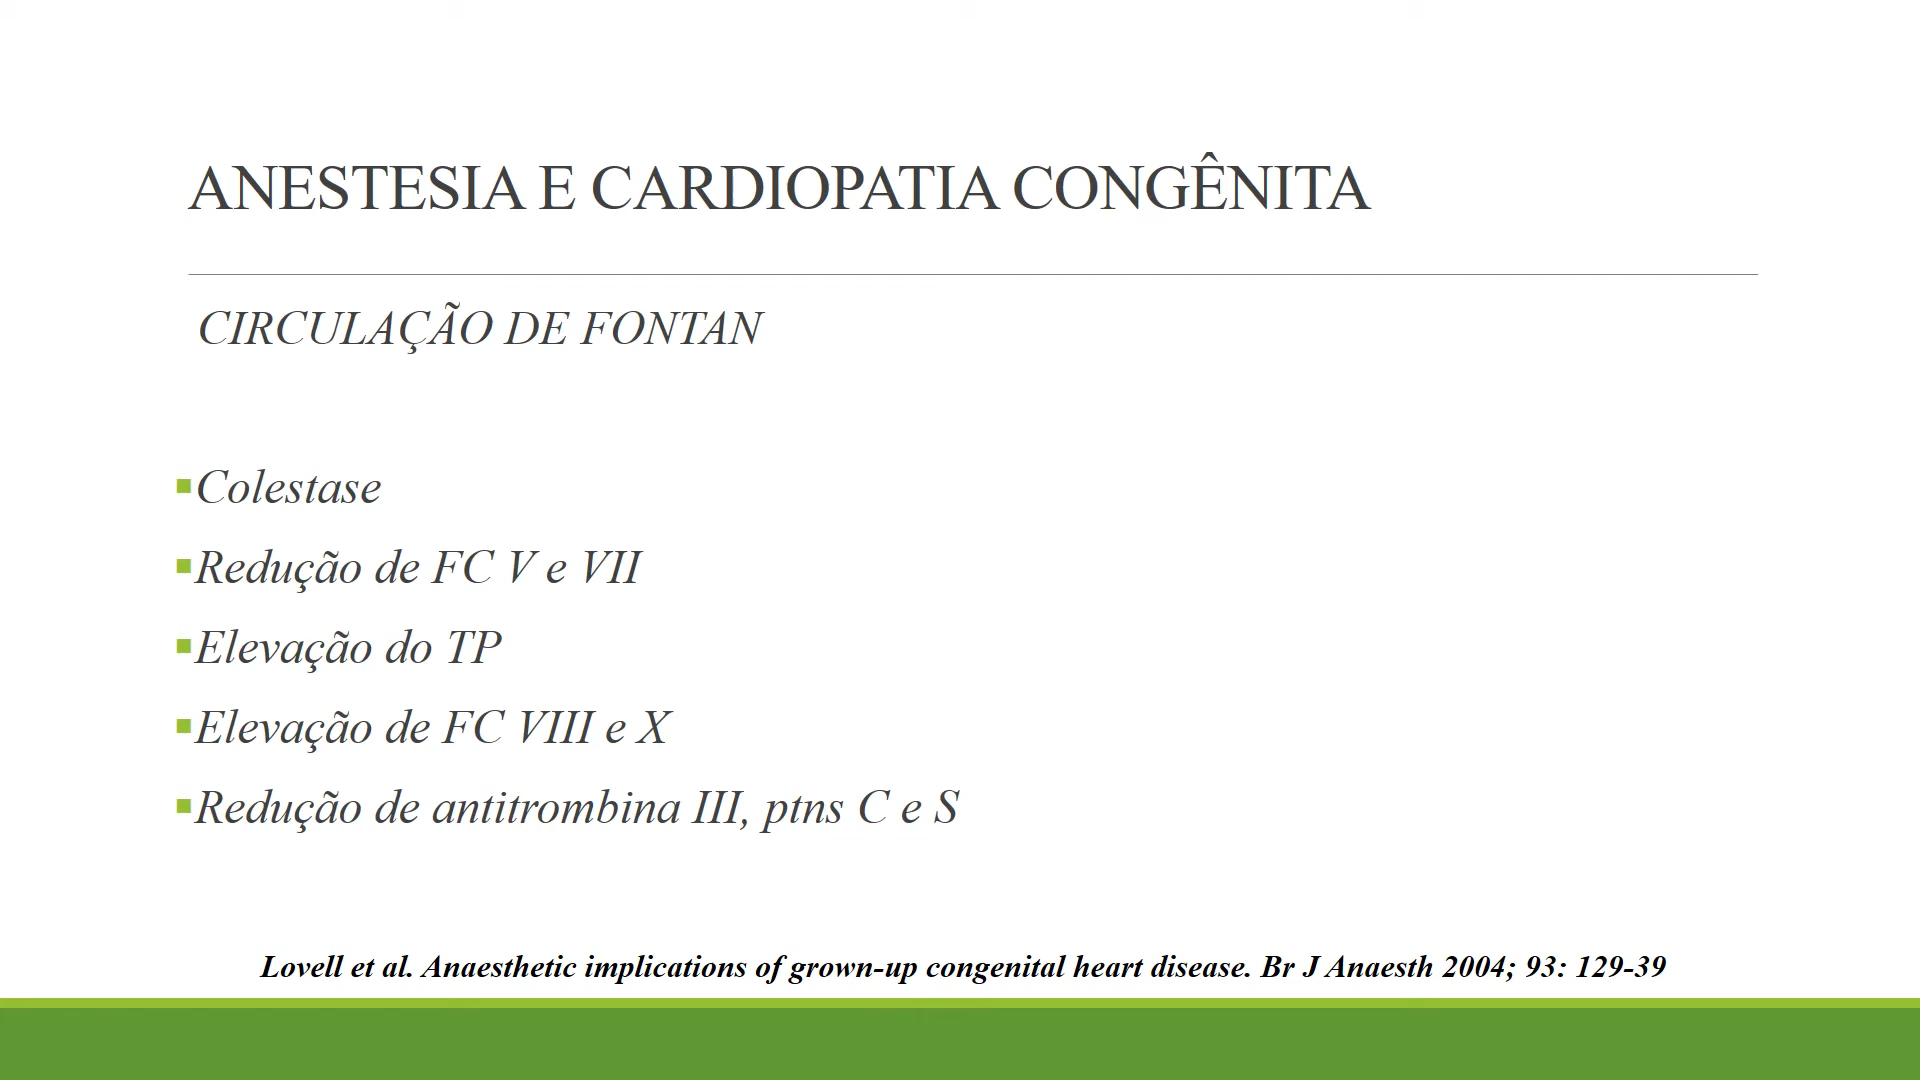 ANESTESIA E CARDIOPATIA CONGÊNITA
CIRCULAÇÃO DE FONTAN
▪Colestase
▪Redução de FC V e VII
▪Elevação do TP
▪Elevação de FC VIII e X
▪Redução de antitrombina III, ptns C e S
Lovell et al. Anaesthetic implications of grown-up congenital heart disease. Br J Anaesth 2004; 93: 129-39